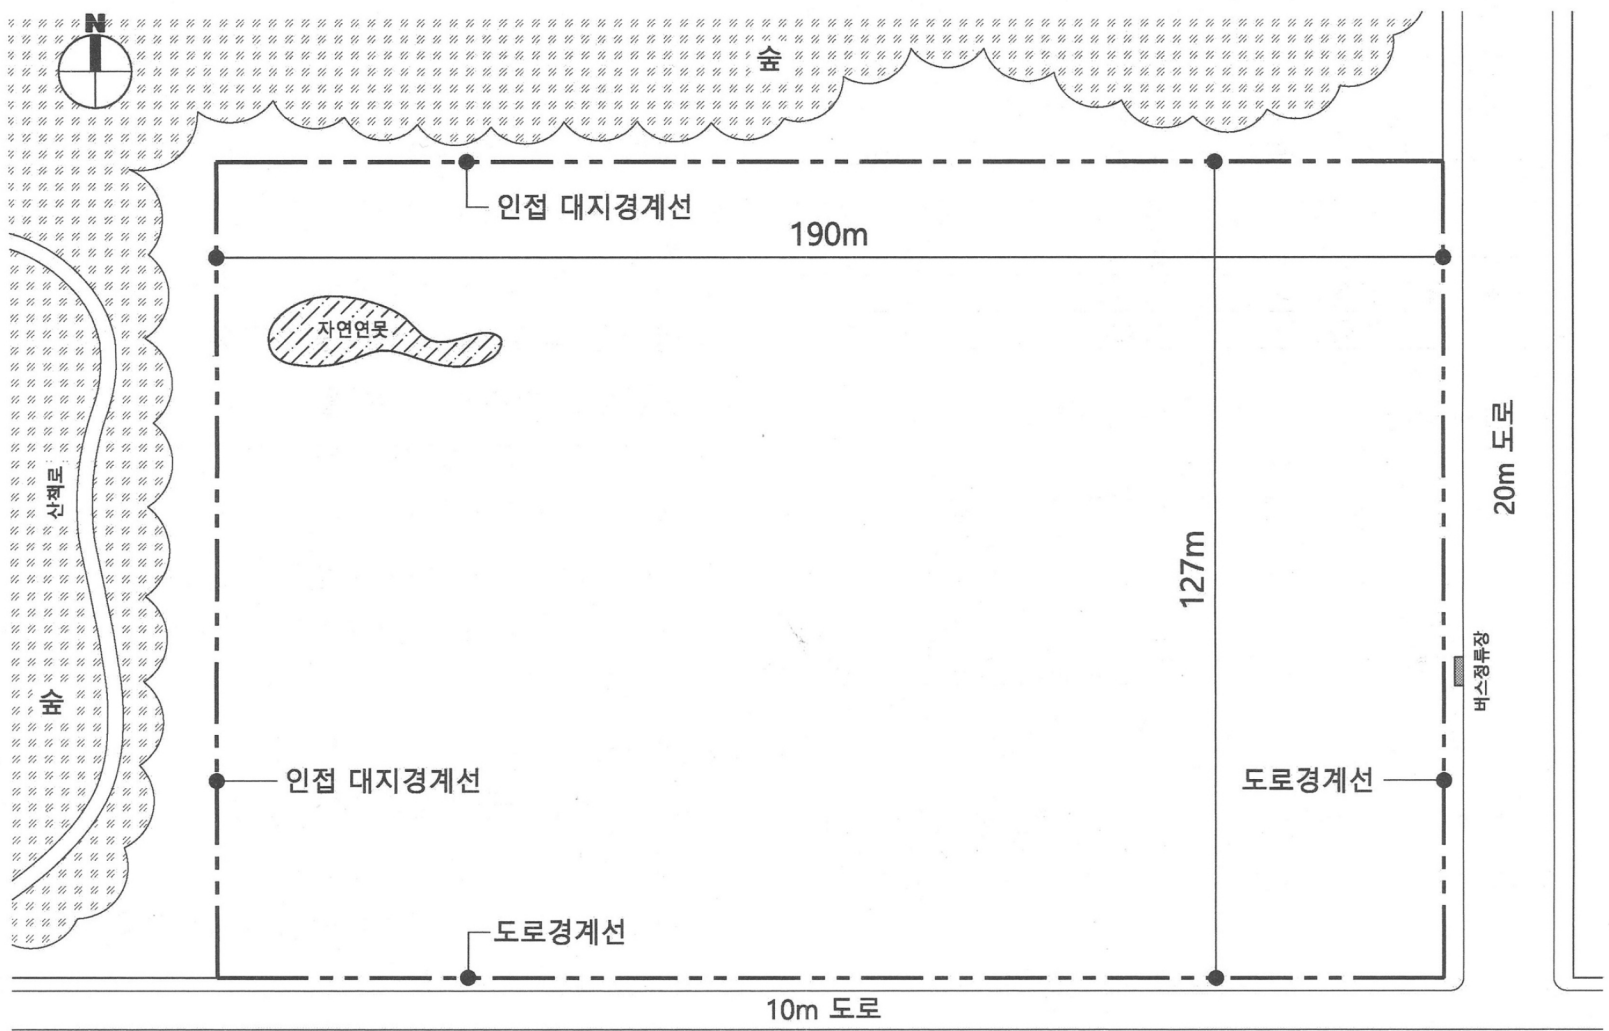 N
숲
인접 대지경계선
190m
자연연못
산책로
20m 도로
127m
버스정류장
숲
인접 대지경계선
도로경계선
도로경계선
10m 도로